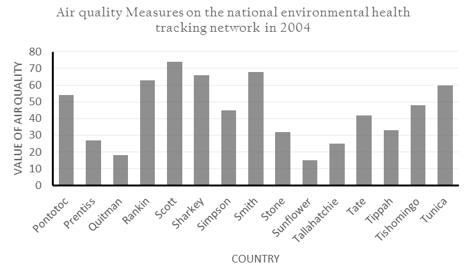 Air quality Measures on the national environmental health
tracking network in 2004
VALUE OF AIR QUALITY
80
70
60
50
40
30
20
10
0
Pontotoc
Prentiss
Quitman
Rankin
Scott
Sharkey
Simpson
Smith
Stone
Sunflower
Tallahatchie
Tate
Tippah
Tishomingo
Tunica
COUNTRY